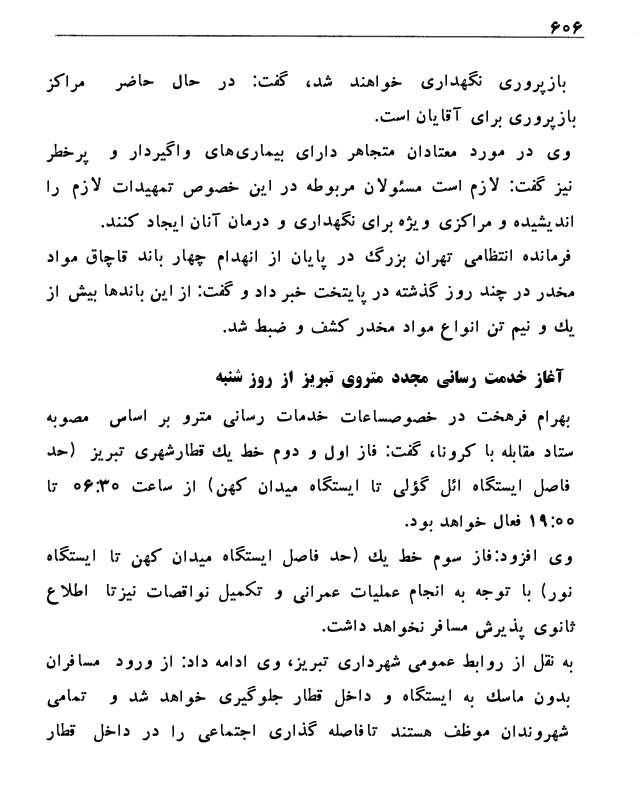 ۶۰۶
بازپروری نگهداری خواهند شد، گفت: در حال حاضر مراکز
بازپروری برای آقایان است.
وی در مورد معتادان متجاهر دارای بیماری‌های واگیردار و پرخطر
نیز گفت: لازم است مسئولان مربوطه در این خصوص تمهیدات لازم را
اندیشیده و مراکزی ویژه برای نگهداری و درمان آنان ایجاد کنند.
فرمانده انتظامی تهران بزرگ در پایان از انهدام چهار باند قاچاق مواد
مخدر در چند روز گذشته در پایتخت خبر داد و گفت: از این باندها بیش از
یك و نیم تن انواع مواد مخدر کشف و ضبط شد.
آغاز خدمت رسانی مجدد متروی تبریز از روز شنبه
بهرام فرهخت در خصوصساعات خدمات رسانی مترو بر اساس مصوبه
ستاد مقابله با کرونا، گفت: فاز اول و دوم خط یك قطارشهری تبریز (حد
فاصل ایستگاه ائل گؤلی تا ایستگاه میدان کهن) از ساعت ۰۶:۳۰ تا
۱۹:۰۰ فعال خواهد بود.
وی افزود:فاز سوم خط یك (حد فاصل ایستگاه میدان کهن تا ایستگاه
نور) با توجه به انجام عملیات عمرانی و تکمیل نواقصات نیزتا اطلاع
ثانوی پذیرش مسافر نخواهد داشت.
به نقل از روابط عمومی شهرداری تبریز، وی ادامه داد: از ورود مسافران
بدون ماسك به ایستگاه و داخل قطار جلوگیری خواهد شد و تمامی
شهروندان موظف هستند تافاصله گذاری اجتماعی را در داخل قطار